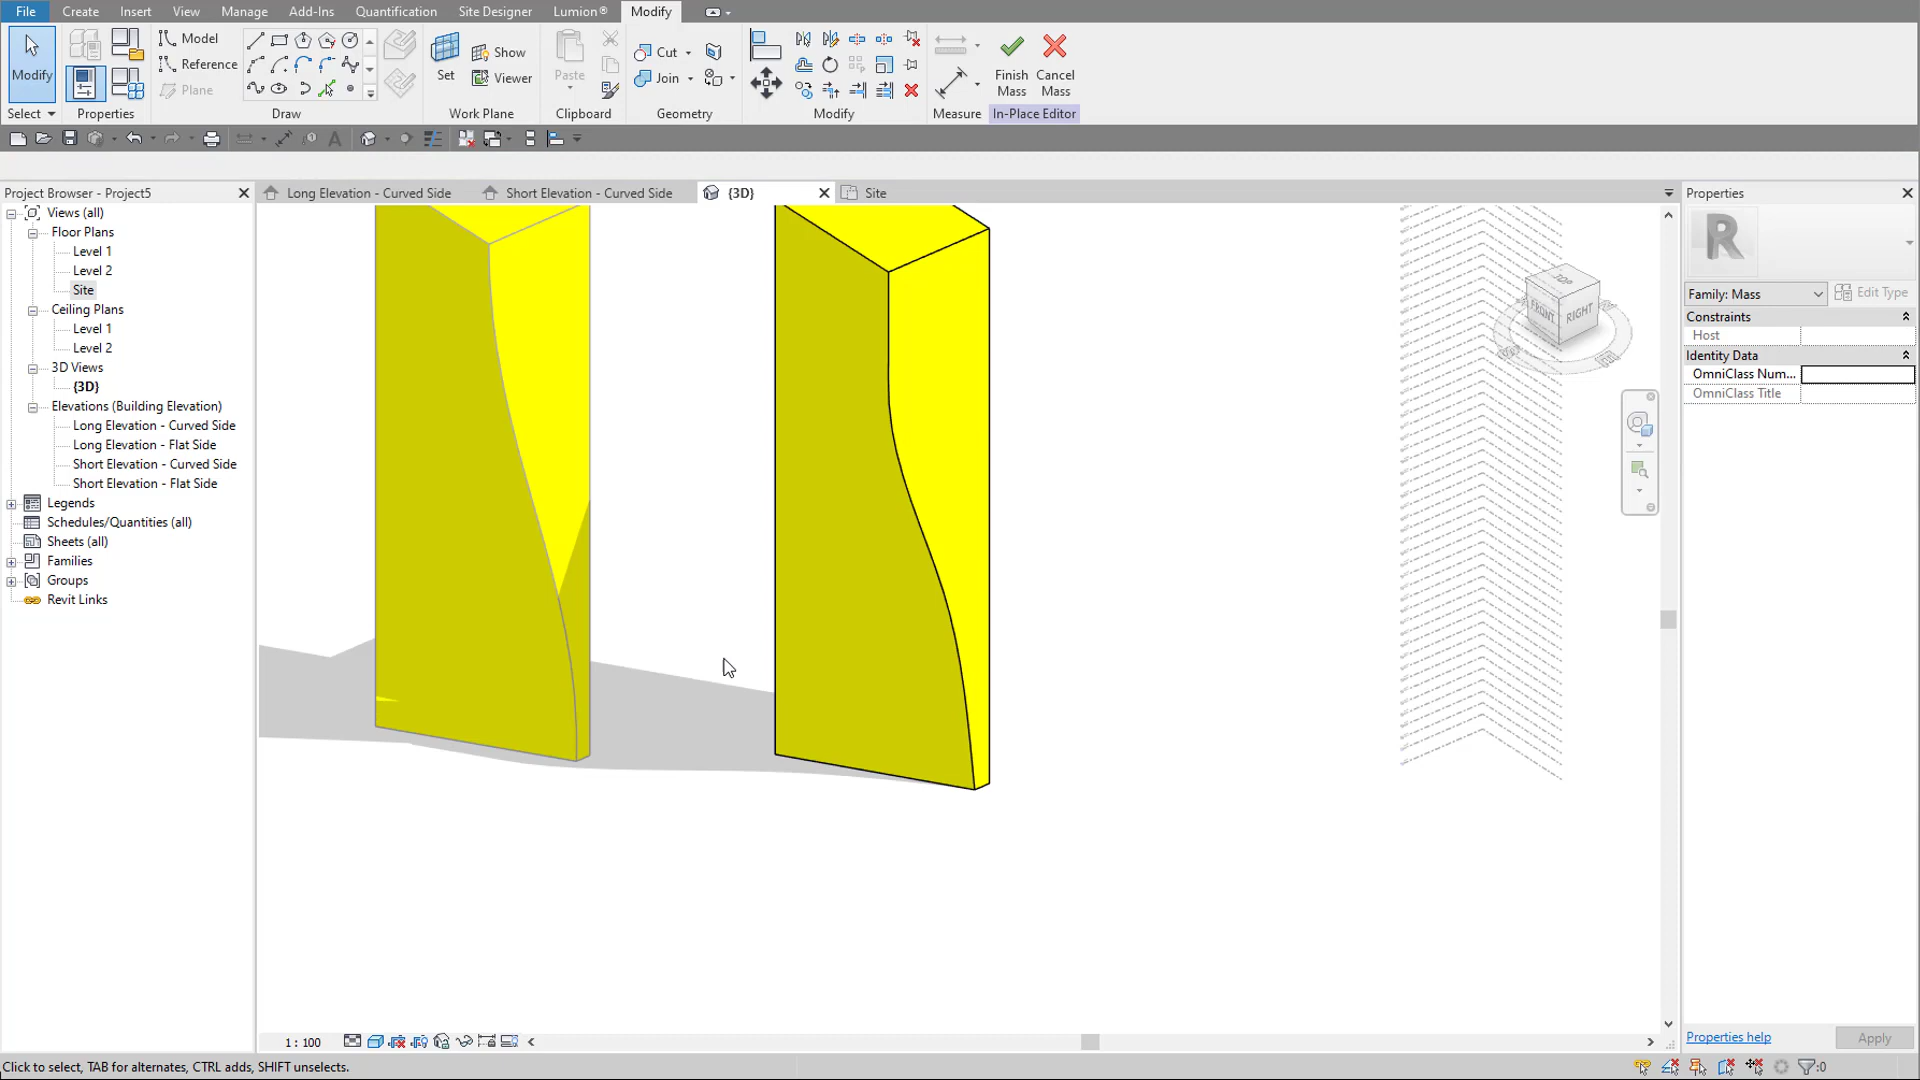 File Create Insert View Manage Add-Ins Quantification Site Designer Lumion® Modify
Modify
Select
Properties
Model
Reference
Plane
Draw
Set
Show
Viewer
Work Plane
Paste
Clipboard
Cut
Join
Geometry
Modify
Measure
Finish Mass
Cancel Mass
In-Place Editor
Project Browser - Project5
Long Elevation - Curved Side
Short Elevation - Curved Side
{3D}
Site
Properties
Views (all)
Floor Plans
Level 1
Level 2
Site
Ceiling Plans
Level 1
Level 2
3D Views
{3D}
Elevations (Building Elevation)
Long Elevation - Curved Side
Long Elevation - Flat Side
Short Elevation - Curved Side
Short Elevation - Flat Side
Legends
Schedules/Quantities (all)
Sheets (all)
Families
Groups
Revit Links
TOP
FRONT
RIGHT
R
Family: Mass
Edit Type
Constraints
Host
Identity Data
OmniClass Num...
OmniClass Title
1 : 100
Properties help
Apply
Click to select, TAB for alternates, CTRL adds, SHIFT unselects.
:0